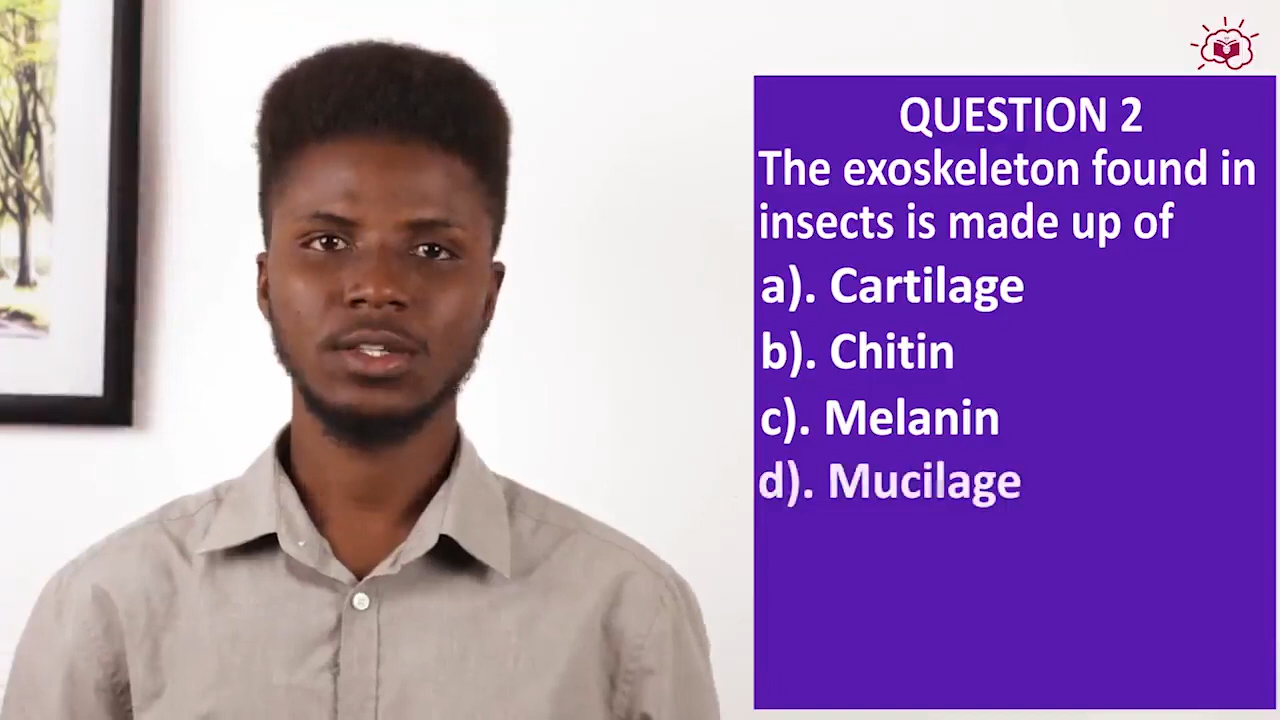 QUESTION 2
The exoskeleton found in
insects is made up of
a). Cartilage
b). Chitin
c). Melanin
d). Mucilage